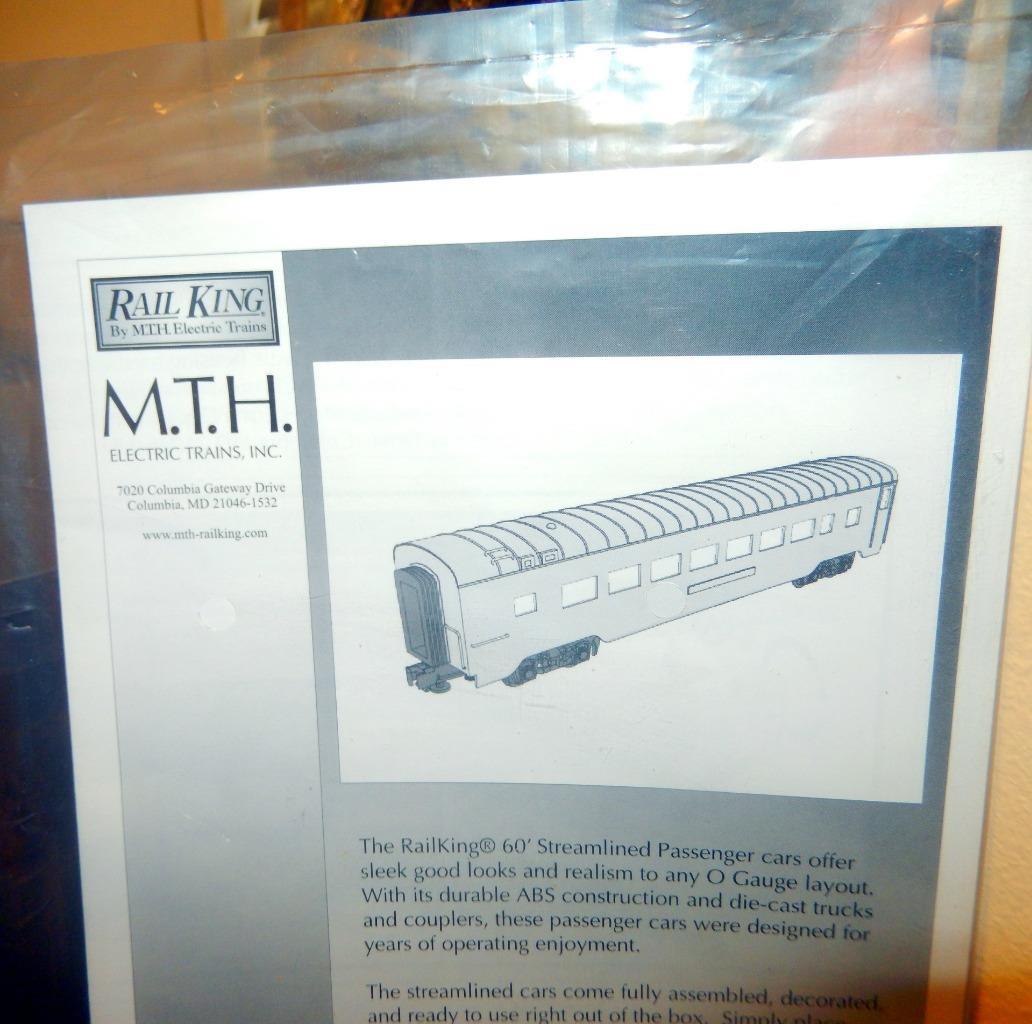 RAIL KING®
By M.T.H. Electric Trains
M.T.H.
ELECTRIC TRAINS, INC.
7020 Columbia Gateway Drive
Columbia, MD 21046-1532
www.mth-railking.com
The RailKing® 60' Streamlined Passenger cars offer
sleek good looks and realism to any O Gauge layout.
With its durable ABS construction and die-cast trucks
and couplers, these passenger cars were designed for
years of operating enjoyment.
The streamlined cars come fully assembled, decorated,
and ready to use right out of the box. Simply place